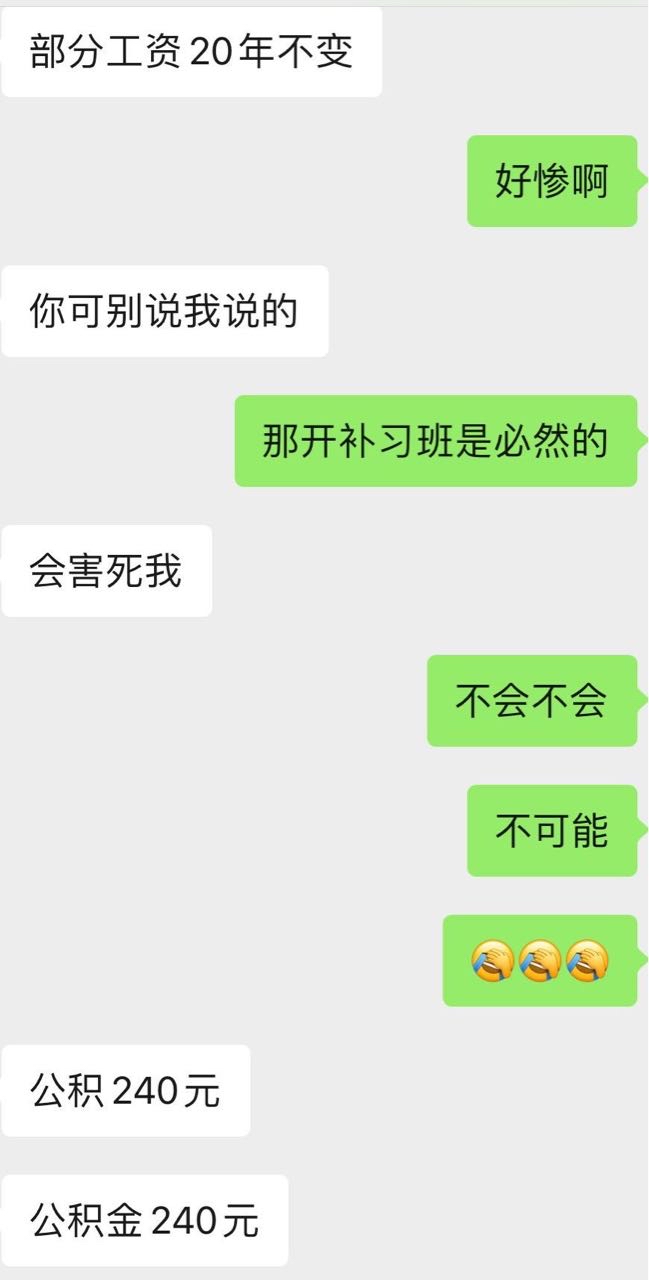 部分工资20年不变
好惨啊
你可别说我说的
那开补习班是必然的
会害死我
不会不会
不可能
🤦🤦🤦
公积240元
公积金240元